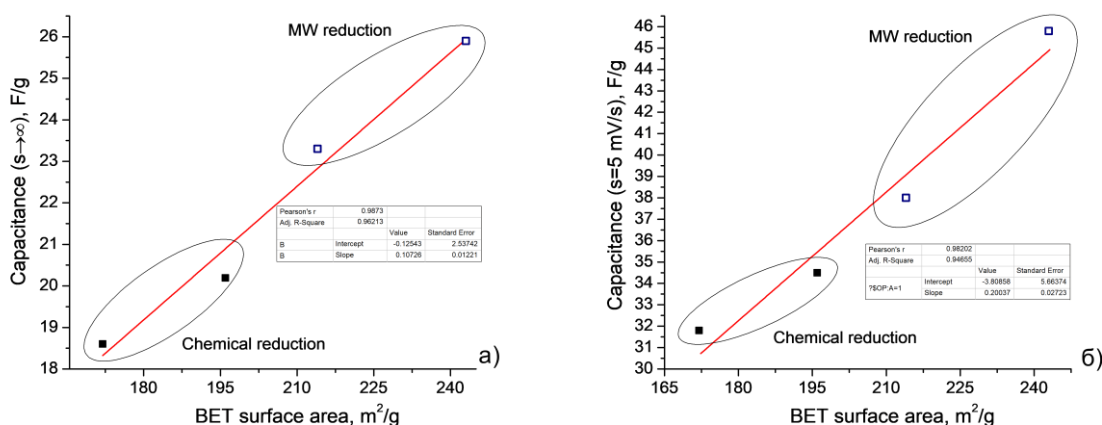 26
25
24
23
22
21
20
19
18
Capacitance (s→∞), F/g
MW reduction
Pearson's r 0.9873
Adj. R-Square 0.96213
Value Standard Error
B Intercept -0.12543 2.53742
B Slope 0.10726 0.01221
Chemical reduction
а)
180 195 210 225 240
BET surface area, m²/g
46
45
44
43
42
41
40
39
38
37
36
35
34
33
32
31
30
Capacitance (s=5 mV/s), F/g
MW reduction
Pearson's r 0.98202
Adj. R-Square 0.94655
Value Standard Error
?$OP:A=1 Intercept -3.80858 5.66374
Slope 0.20037 0.02723
Chemical reduction
б)
165 180 195 210 225 240
BET surface area, m²/g